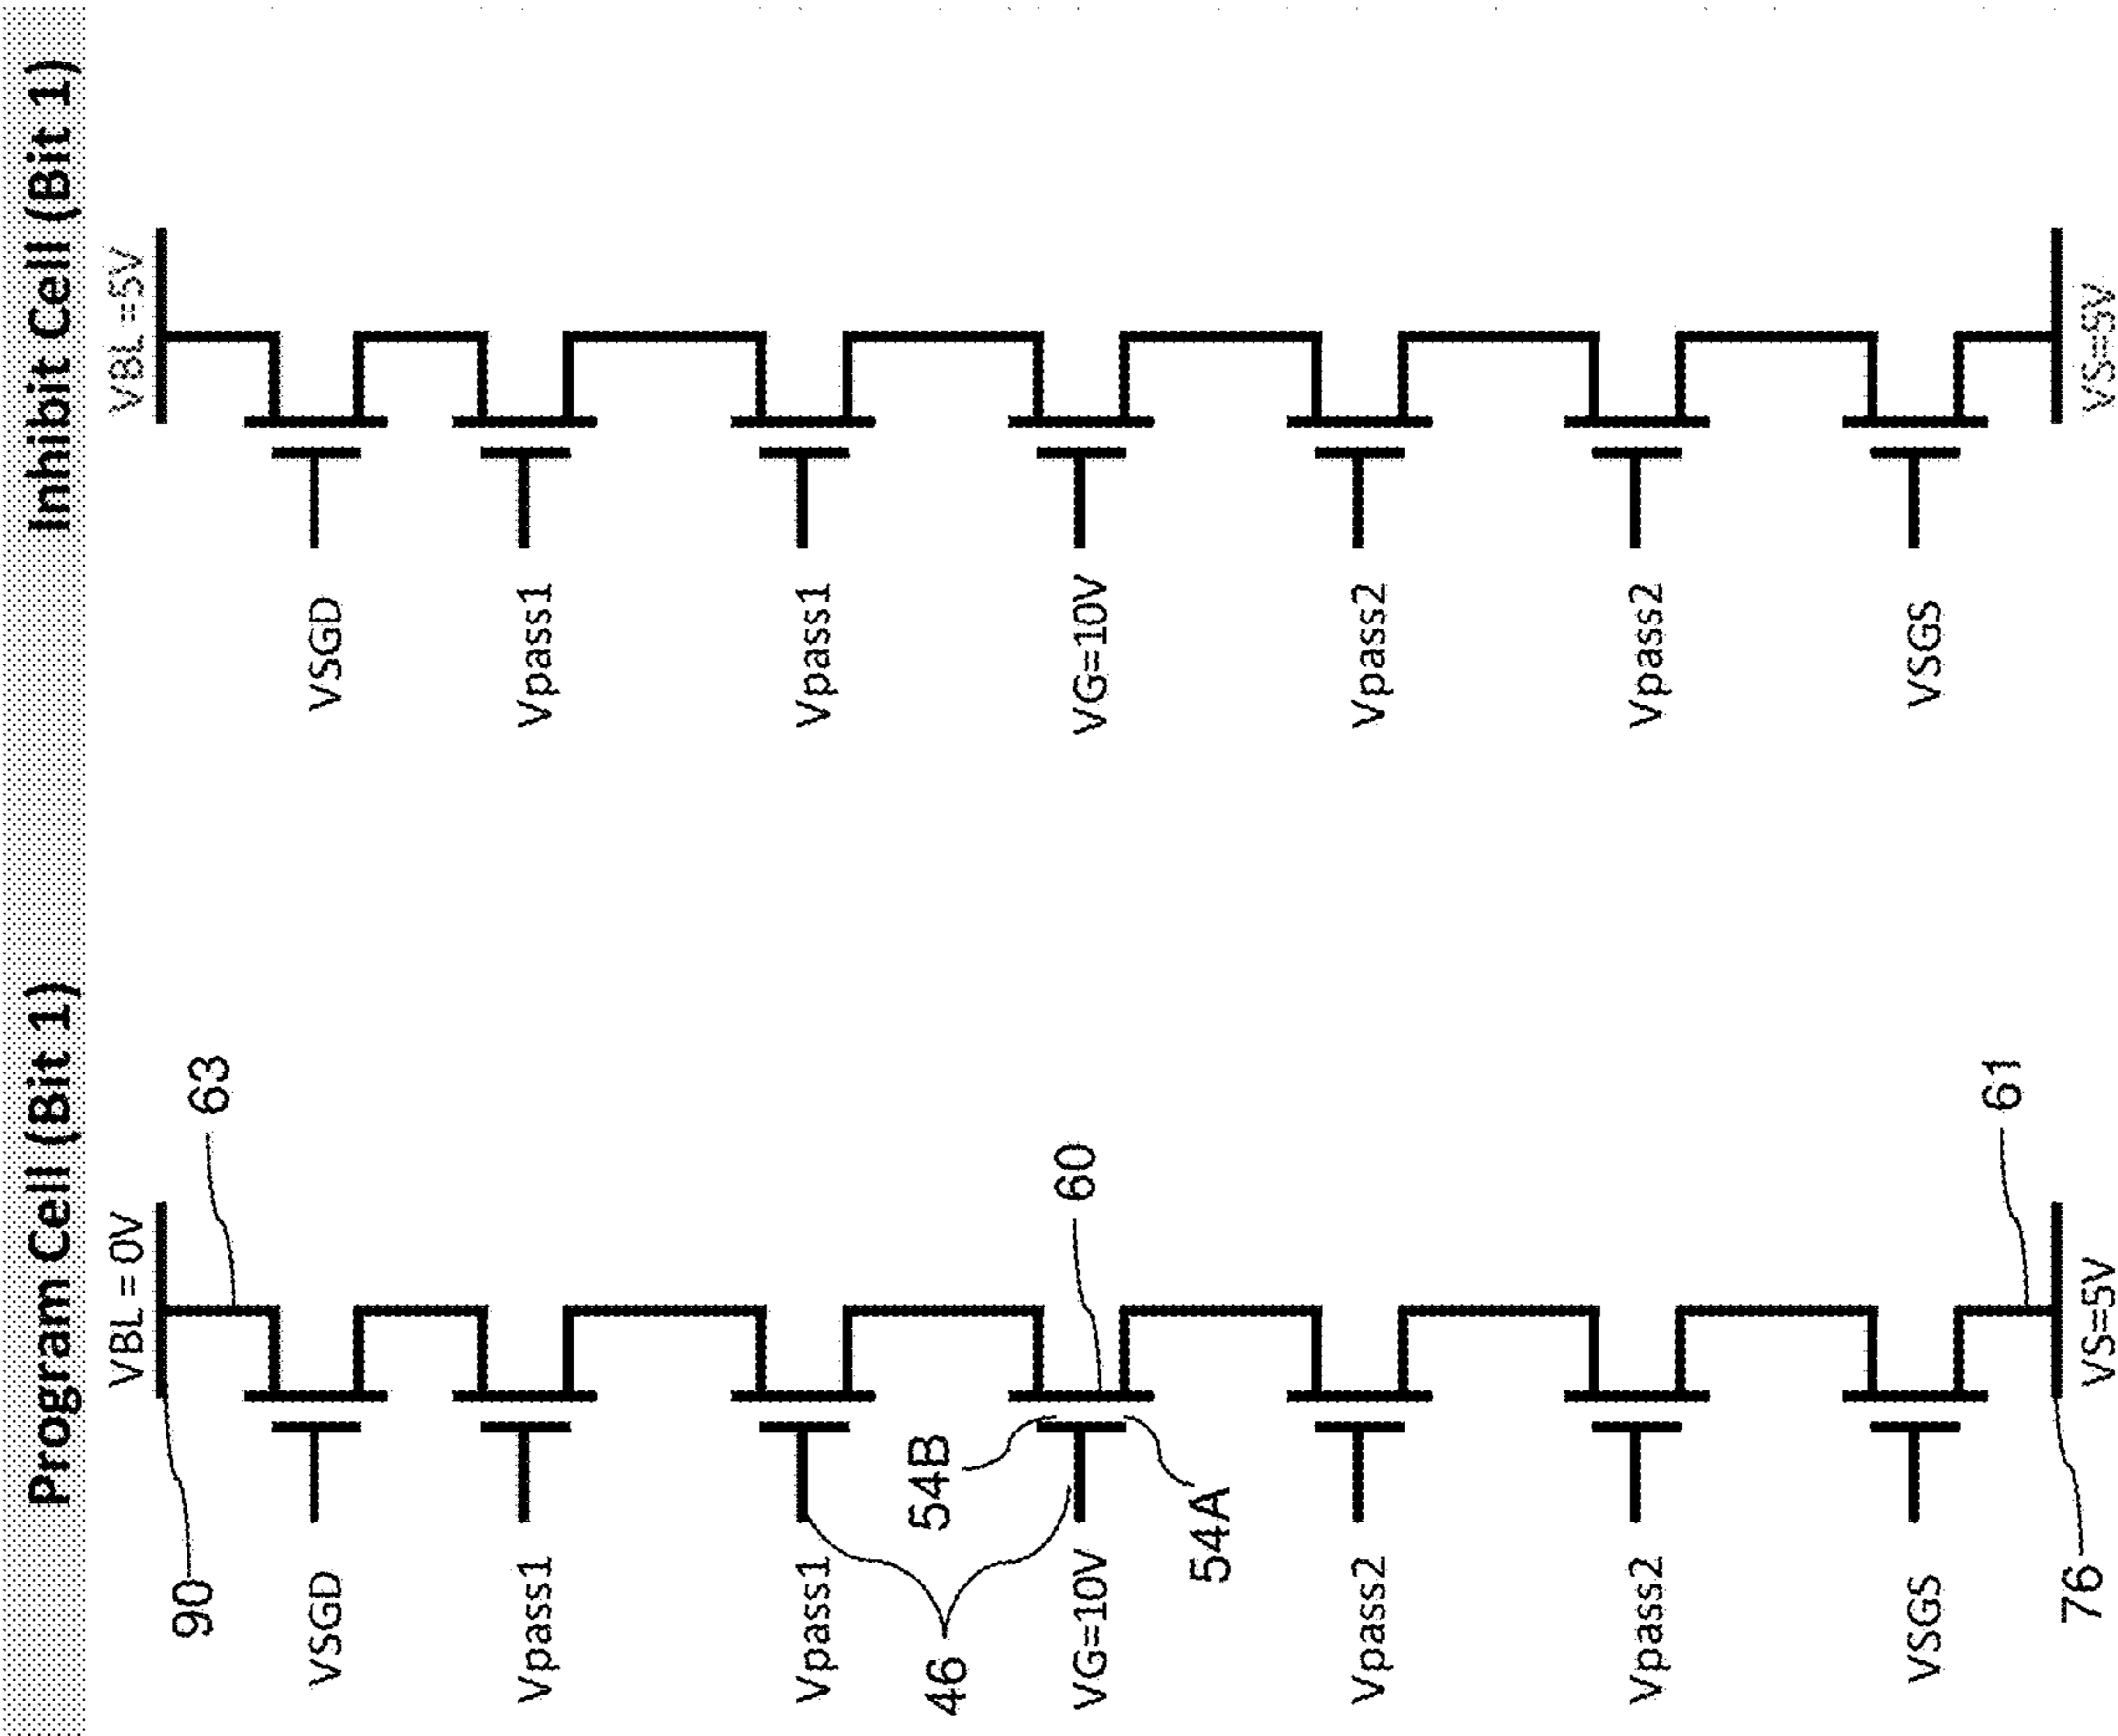 Program Cell (Bit 1)
VBL = 0V
90
63
VSGD
Vpass1
Vpass1
46
54B
60
VG=10V
54A
Vpass2
Vpass2
VSGS
61
76
VS=5V
Inhibit Cell (Bit 1)
VBL =5V
VSGD
Vpass1
Vpass1
VG=10V
Vpass2
Vpass2
VSGS
VS=5V